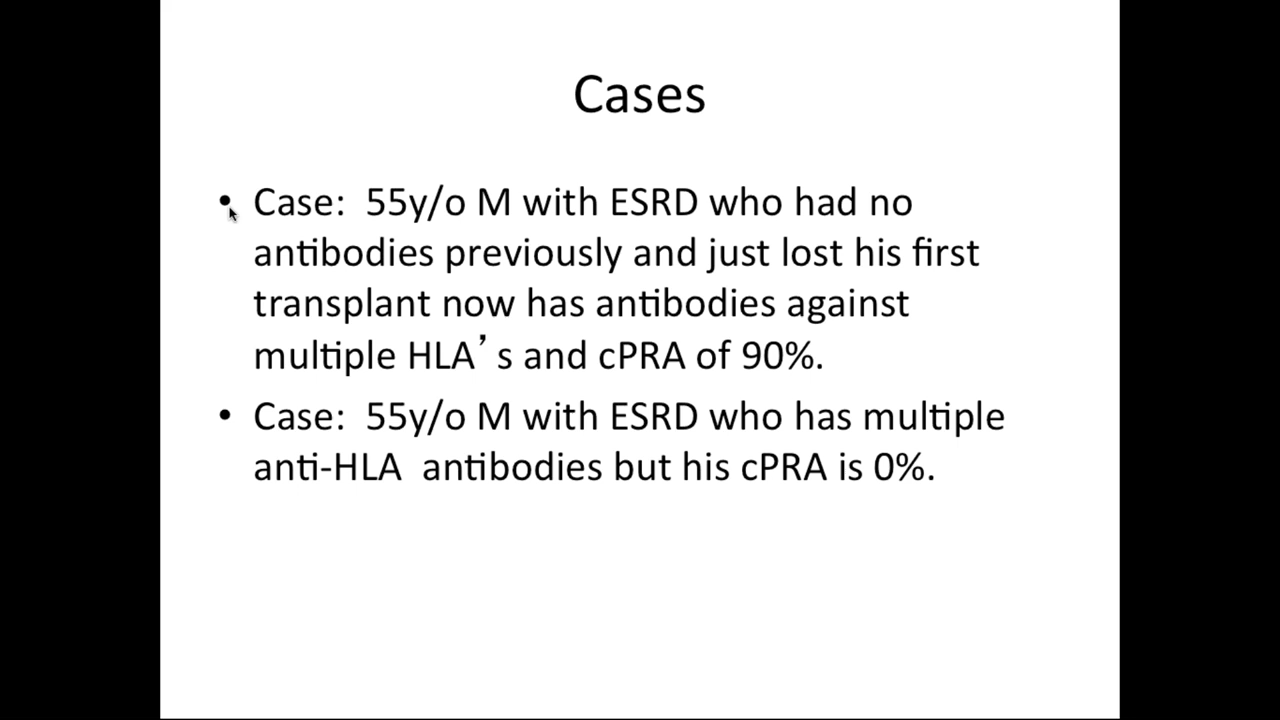 Cases
• Case: 55y/o M with ESRD who had no
antibodies previously and just lost his first
transplant now has antibodies against
multiple HLA’s and cPRA of 90%.
• Case: 55y/o M with ESRD who has multiple
anti-HLA antibodies but his cPRA is 0%.